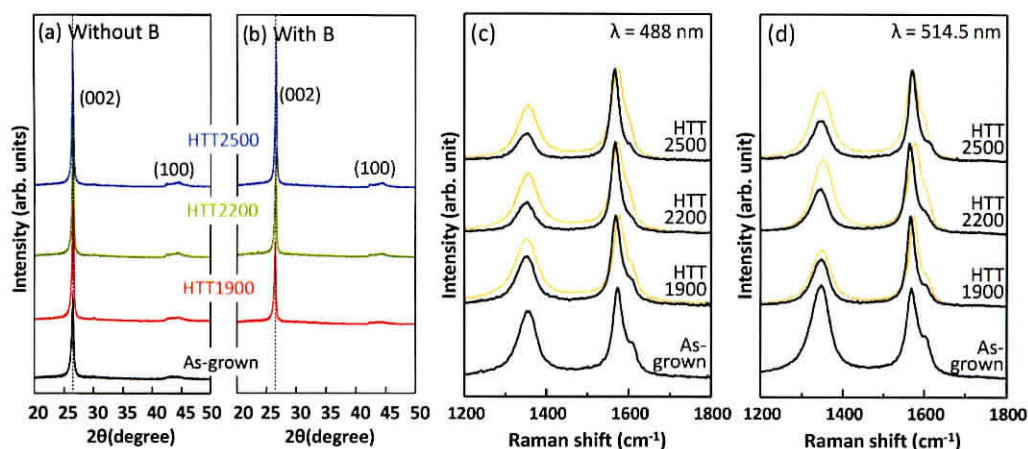 (a) Without B
(002)
HTT2500
(100)
HTT2200
HTT1900
As-grown
Intensity (arb. units)
20 25 30 35 40 45 50
2θ(degree)
(b) With B
(002)
(100)
20 25 30 35 40 45 50
2θ(degree)
(c) λ = 488 nm
HTT
2500
HTT
2200
HTT
1900
As-
grown
Intensity (arb. unit)
1200 1400 1600 1800
Raman shift (cm⁻¹)
(d) λ = 514.5 nm
HTT
2500
HTT
2200
HTT
1900
As-
grown
Intensity (arb. unit)
1200 1400 1600 1800
Raman shift (cm⁻¹)